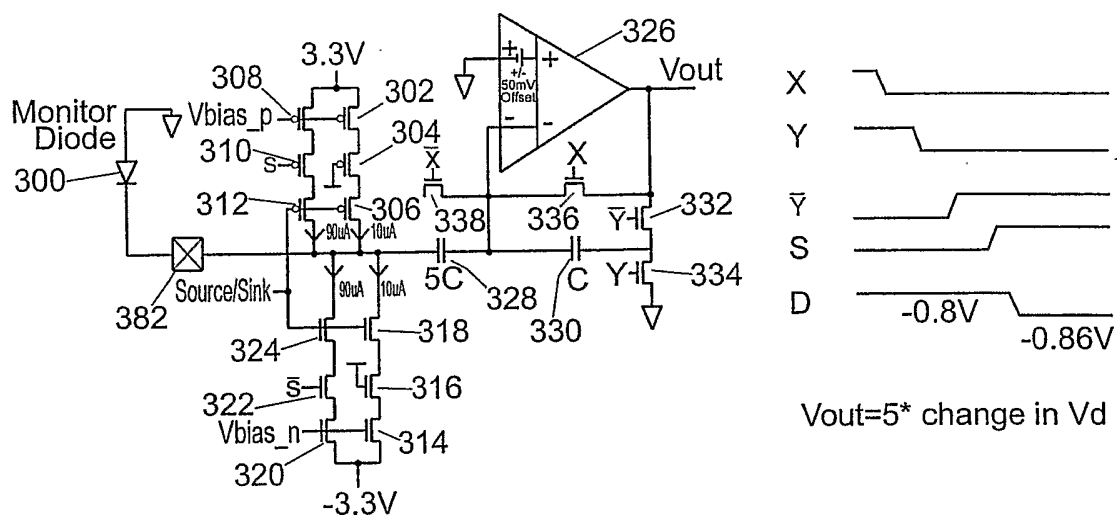 326
3.3V
Vout
308
302
Vbias_p
+
+
+/-
50mV
Offset
-
-
Monitor
Diode
304
310
S
X̅
X
300
312
306
338
336
Y̅
332
90uA
10uA
5C
328
C
330
Y
334
Source/Sink
382
90uA
10uA
324
318
S̅
322
316
Vbias_n
320
314
-3.3V
X
Y
Y̅
S
D
-0.8V
-0.86V
Vout=5* change in Vd